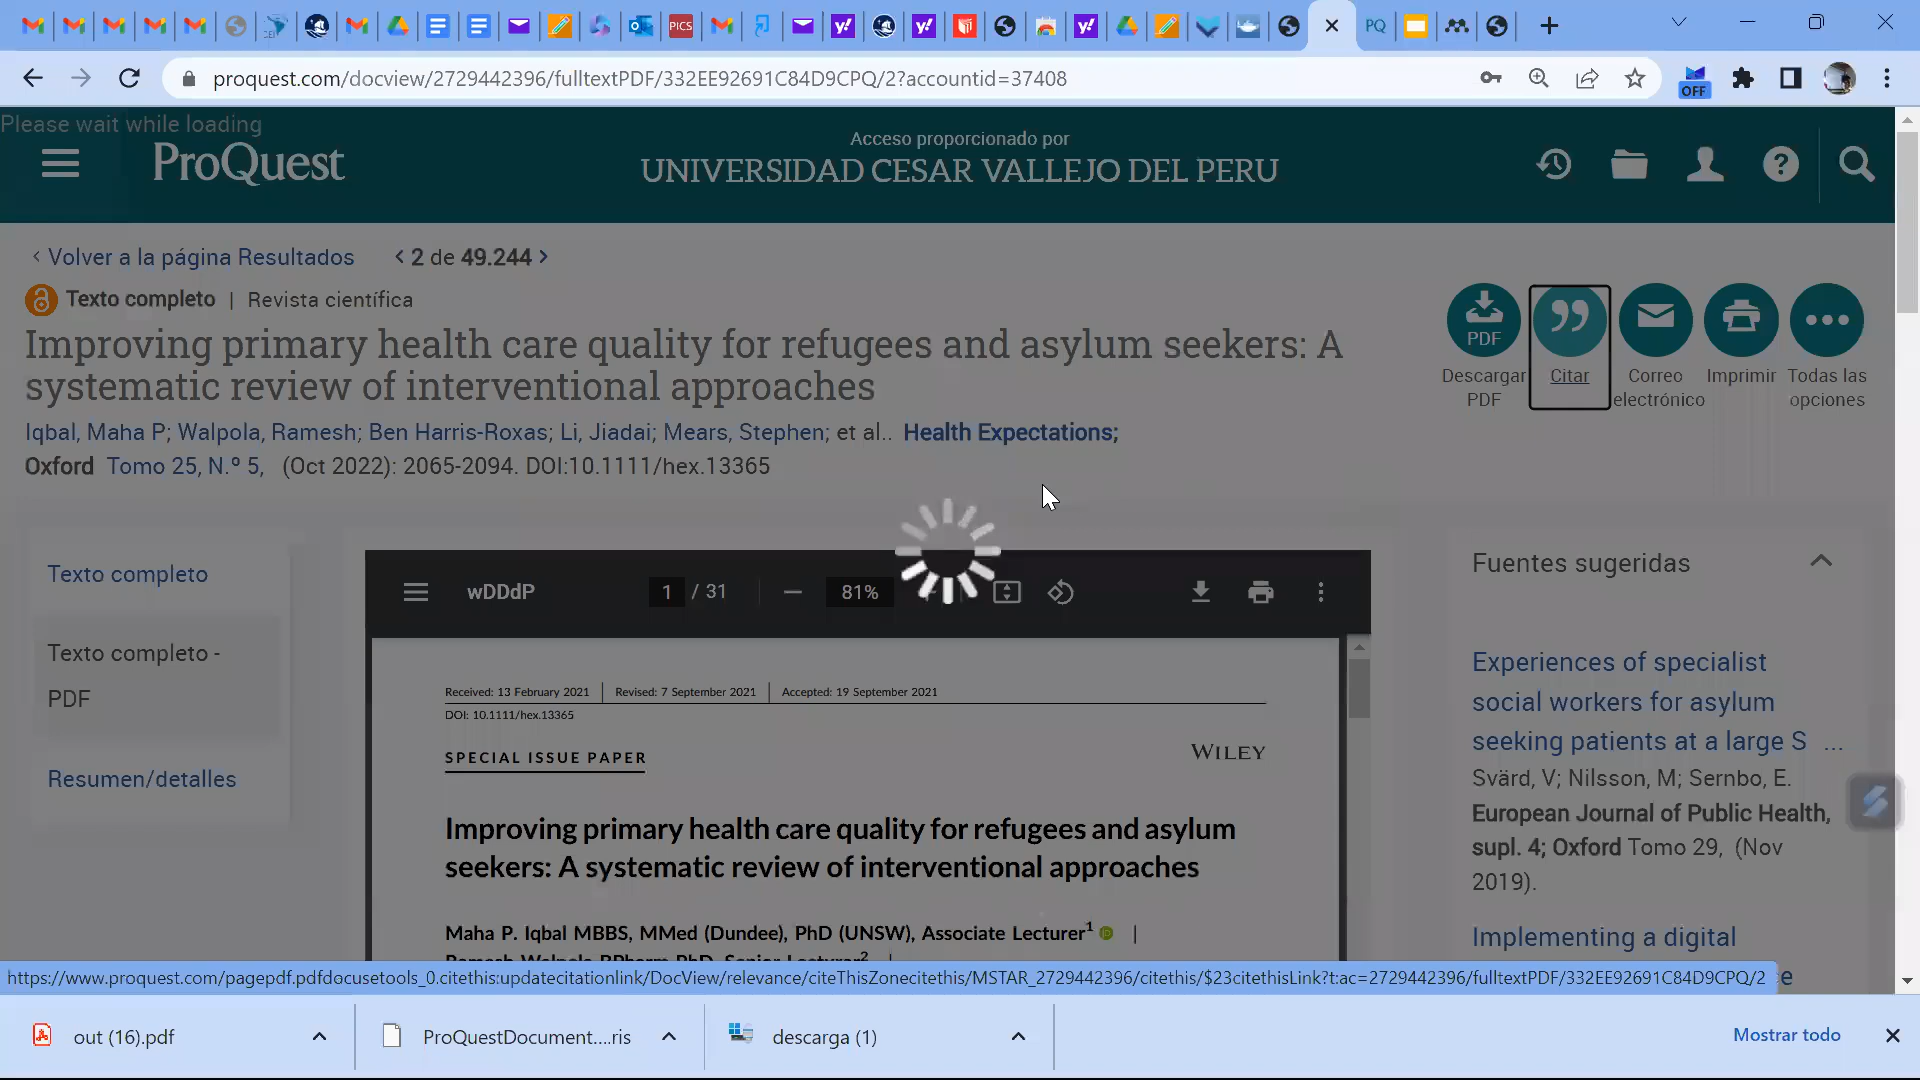 PICS
PQ
proquest.com/docview/2729442396/fulltextPDF/332EE92691C84D9CPQ/2?accountid=37408
OFF
Please wait while loading
ProQuest
Acceso proporcionado por
UNIVERSIDAD CESAR VALLEJO DEL PERU
‹ Volver a la página Resultados
2 de 49.244
Texto completo | Revista científica
Improving primary health care quality for refugees and asylum seekers: A
systematic review of interventional approaches
Iqbal, Maha P; Walpola, Ramesh; Ben Harris-Roxas; Li, Jiadai; Mears, Stephen; et al.. Health Expectations;
Oxford Tomo 25, N.º 5, (Oct 2022): 2065-2094. DOI:10.1111/hex.13365
PDF
Descargar PDF
Citar
Correo electrónico
Imprimir
Todas las opciones
Texto completo
Texto completo -
PDF
Resumen/detalles
wDDdP
1 / 31
81%
Received: 13 February 2021 | Revised: 7 September 2021 | Accepted: 19 September 2021
DOI: 10.1111/hex.13365
SPECIAL ISSUE PAPER
WILEY
Improving primary health care quality for refugees and asylum
seekers: A systematic review of interventional approaches
Maha P. Iqbal MBBS, MMed (Dundee), PhD (UNSW), Associate Lecturer1 |
Fuentes sugeridas
Experiences of specialist
social workers for asylum
seeking patients at a large S ...
Svärd, V; Nilsson, M; Sernbo, E.
European Journal of Public Health,
supl. 4; Oxford Tomo 29, (Nov
2019).
Implementing a digital
https://www.proquest.com/pagepdf.pdfdocusetools_0.citethis:updatecitationlink/DocView/relevance/citeThisZonecitethis/MSTAR_2729442396/citethis/$23citethisLink?t:ac=2729442396/fulltextPDF/332EE92691C84D9CPQ/2
out (16).pdf
ProQuestDocument....ris
descarga (1)
Mostrar todo